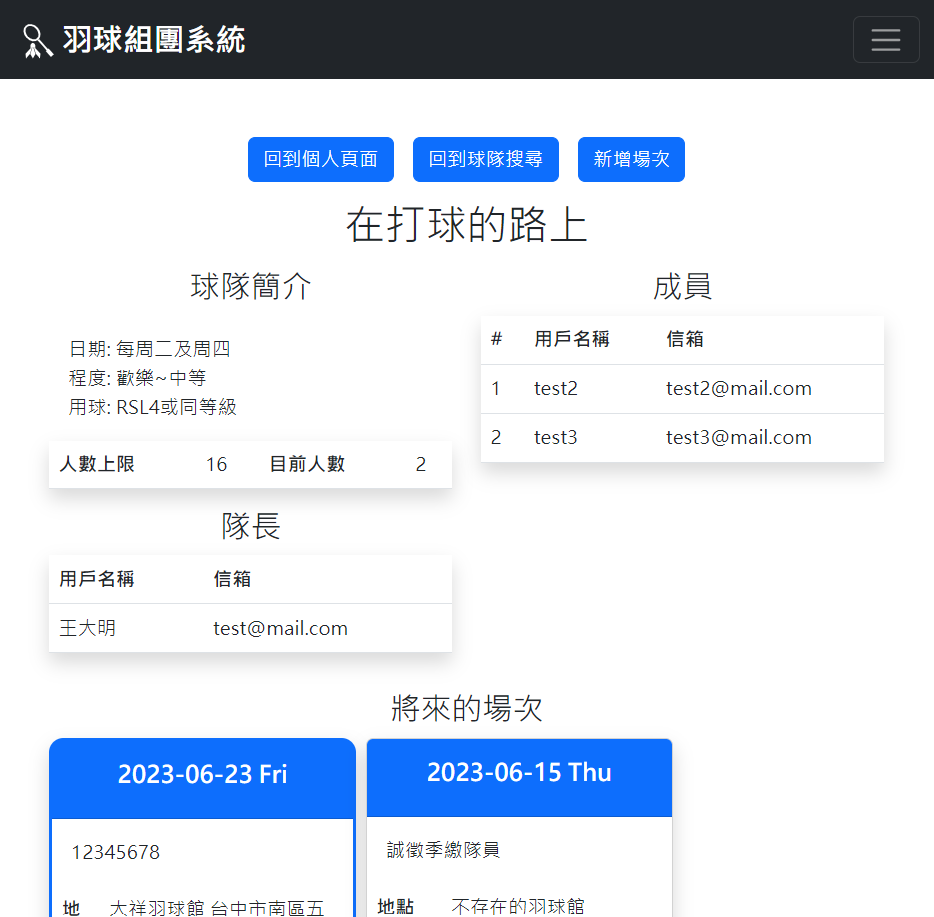 羽球組團系統
回到個人頁面 回到球隊搜尋 新增場次
在打球的路上
球隊簡介
日期: 每周二及周四
程度: 歡樂~中等
用球: RSL4或同等級
人數上限 16 目前人數 2
隊長
用戶名稱 信箱
王大明 test@mail.com
成員
# 用戶名稱 信箱
1 test2 test2@mail.com
2 test3 test3@mail.com
將來的場次
2023-06-23 Fri
12345678
地 大祥羽球館 台中市南區五
2023-06-15 Thu
誠徵季繳隊員
地點 不存在的羽球館